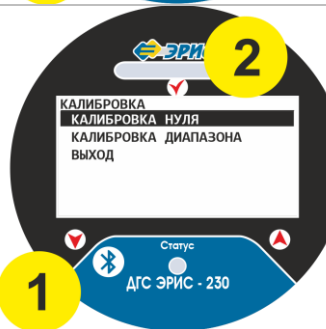 ЭРИС
2
КАЛИБРОВКА
КАЛИБРОВКА НУЛЯ
КАЛИБРОВКА ДИАПАЗОНА
ВЫХОД
Статус
ДГС ЭРИС - 230
1